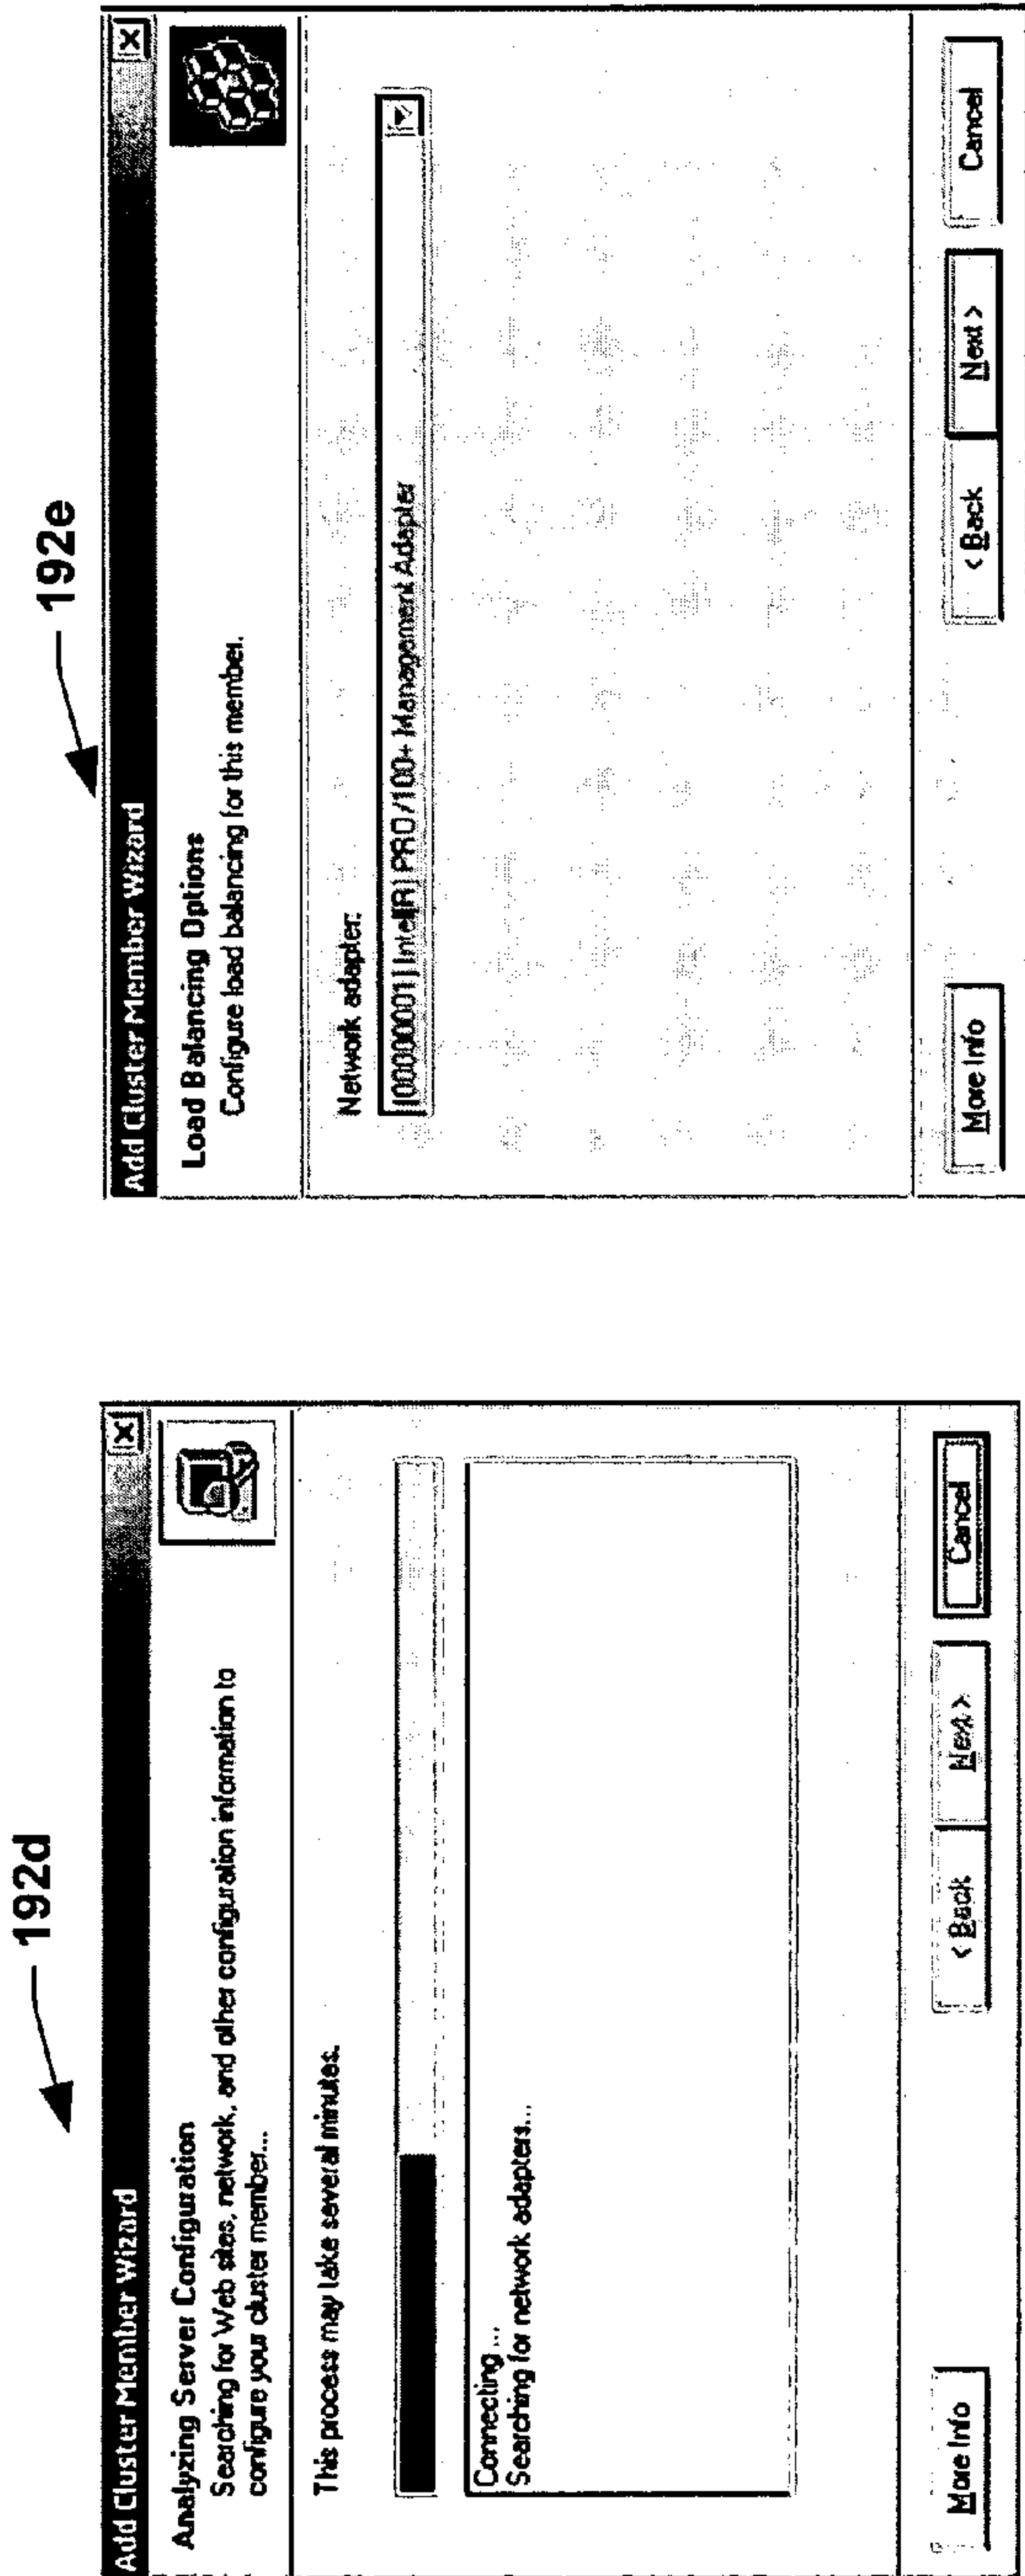 192d
Add Cluster Member Wizard
Analyzing Server Configuration
Searching for Web sites, network, and other configuration information to
configure your cluster member...
This process may take several minutes.
Connecting ...
Searching for network adapters...
More Info
< Back
Next >
Cancel
192e
Add Cluster Member Wizard
Load Balancing Options
Configure load balancing for this member.
Network adapter:
[00000001] Intel(R) PRO/100+ Management Adapter
More Info
< Back
Next >
Cancel